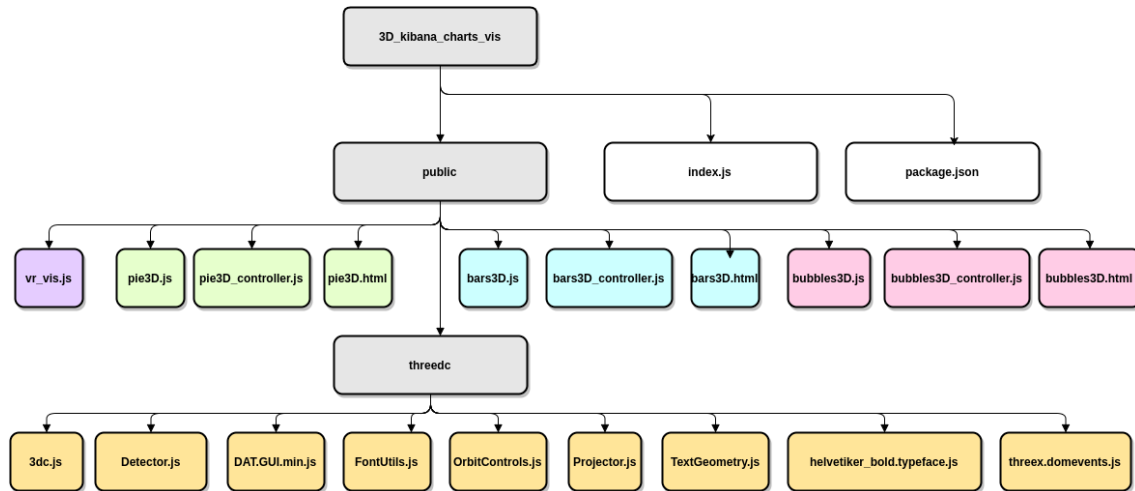 3D_kibana_charts_vis
public
index.js
package.json
vr_vis.js
pie3D.js
pie3D_controller.js
pie3D.html
bars3D.js
bars3D_controller.js
bars3D.html
bubbles3D.js
bubbles3D_controller.js
bubbles3D.html
threedc
3dc.js
Detector.js
DAT.GUI.min.js
FontUtils.js
OrbitControls.js
Projector.js
TextGeometry.js
helvetiker_bold.typeface.js
threex.domevents.js